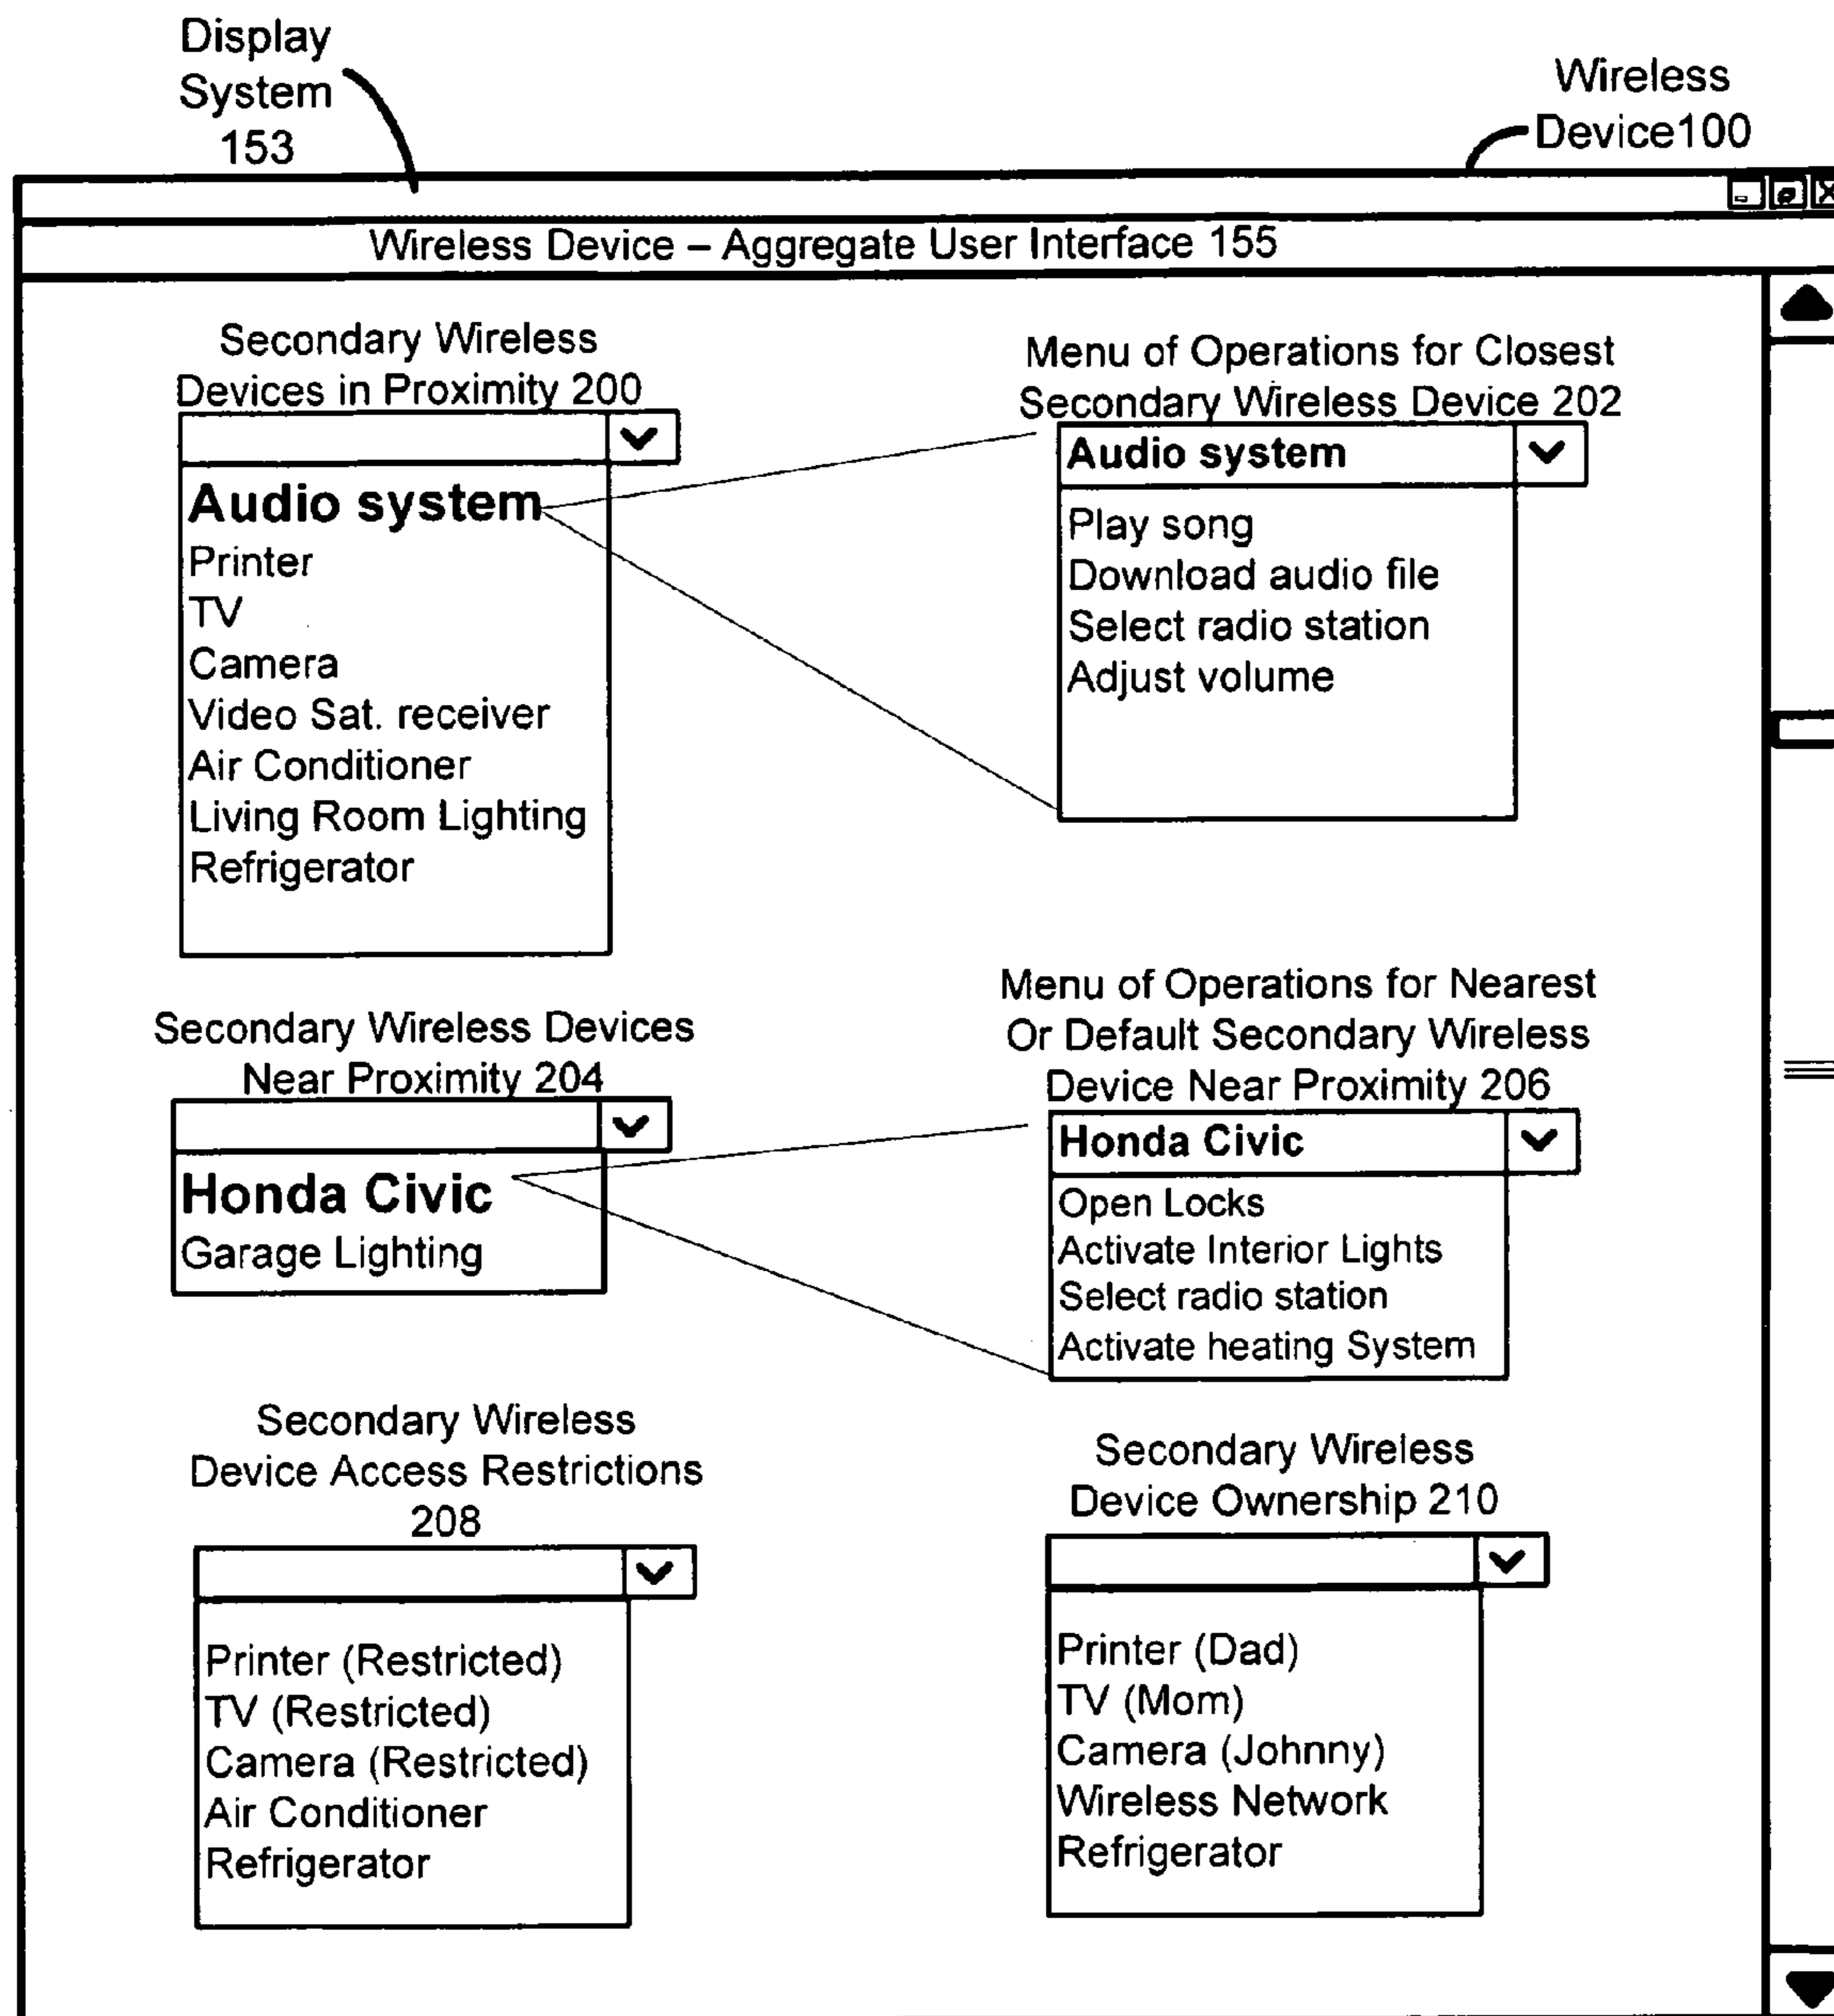 Display
System
153
Wireless
Device100
Wireless Device – Aggregate User Interface 155
Secondary Wireless
Devices in Proximity 200
Audio system
Printer
TV
Camera
Video Sat. receiver
Air Conditioner
Living Room Lighting
Refrigerator
Menu of Operations for Closest
Secondary Wireless Device 202
Audio system
Play song
Download audio file
Select radio station
Adjust volume
Secondary Wireless Devices
Near Proximity 204
Honda Civic
Garage Lighting
Menu of Operations for Nearest
Or Default Secondary Wireless
Device Near Proximity 206
Honda Civic
Open Locks
Activate Interior Lights
Select radio station
Activate heating System
Secondary Wireless
Device Access Restrictions
208
Printer (Restricted)
TV (Restricted)
Camera (Restricted)
Air Conditioner
Refrigerator
Secondary Wireless
Device Ownership 210
Printer (Dad)
TV (Mom)
Camera (Johnny)
Wireless Network
Refrigerator